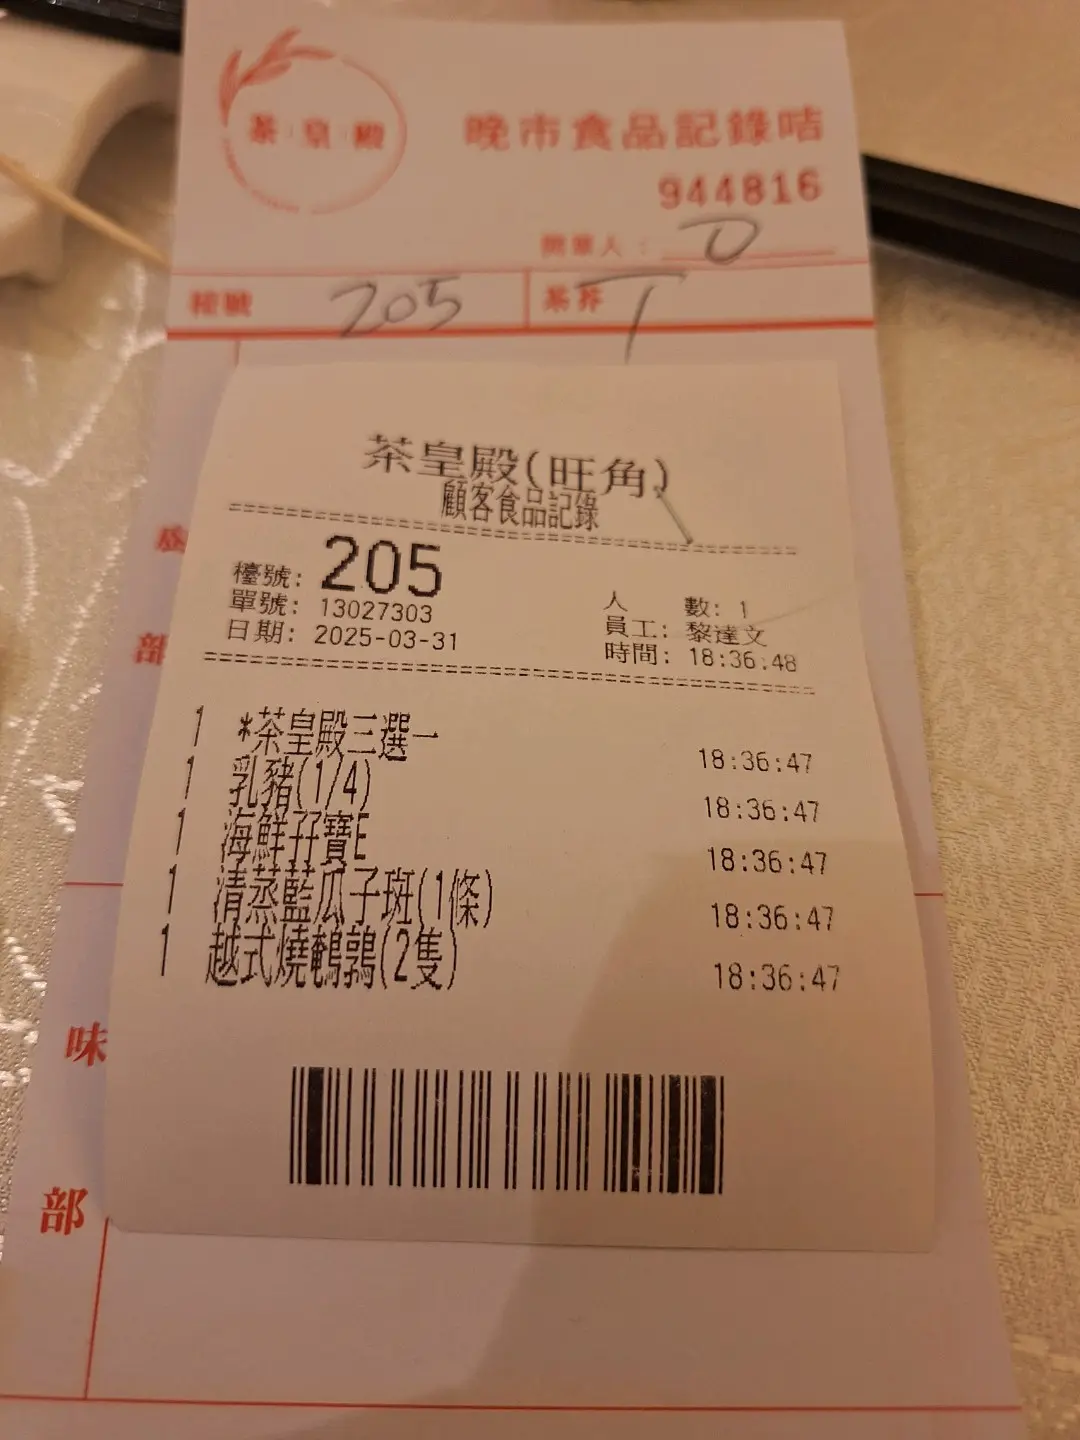 茶皇殿
晚市食品記錄咭
944816
開單人：D
檯號 205 茶芥 T
茶皇殿(旺角)
顧客食品記錄
檯號: 205
單號: 13027303 人 數: 1
日期: 2025-03-31 員工: 黎達文
時間: 18:36:48
1 *茶皇殿三選一 18:36:47
1 乳豬(1/4) 18:36:47
1 海鮮孖寶E 18:36:47
1 清蒸藍瓜子斑(1條) 18:36:47
1 越式燒鵪鶉(2隻) 18:36:47
部
味
部